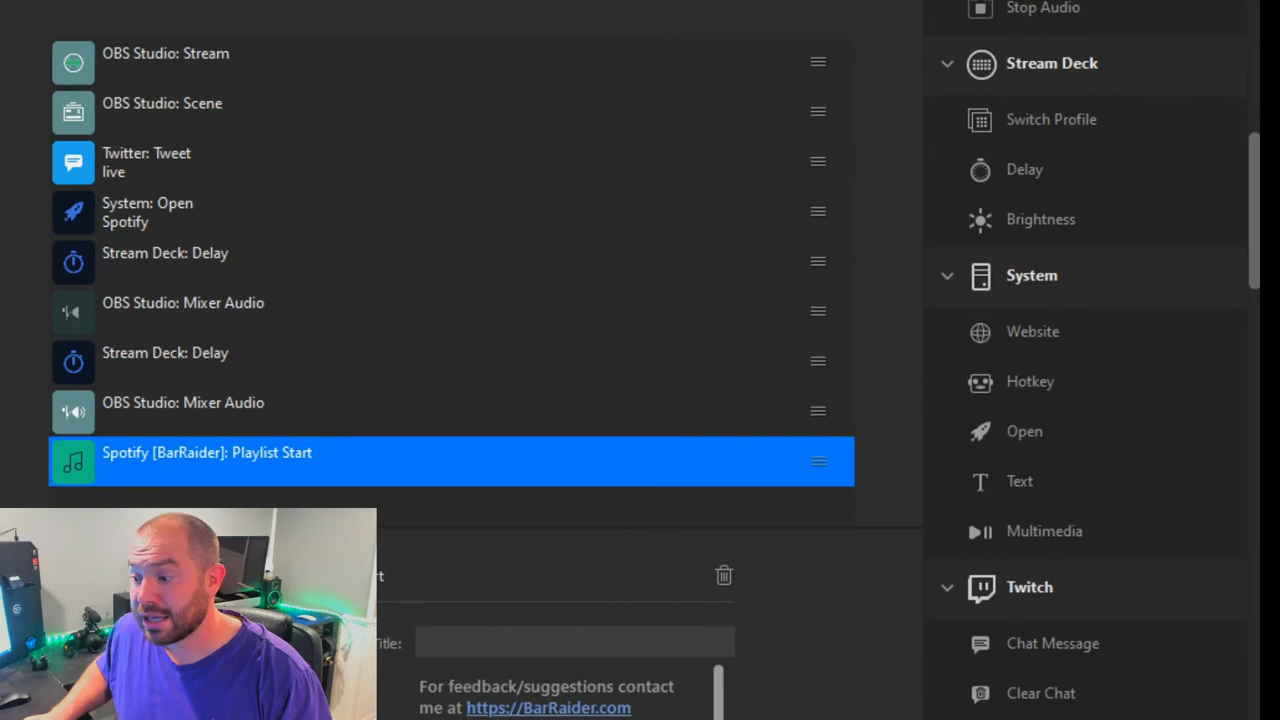 OBS Studio: Stream
OBS Studio: Scene
Twitter: Tweet
live
System: Open
Spotify
Stream Deck: Delay
OBS Studio: Mixer Audio
Stream Deck: Delay
OBS Studio: Mixer Audio
Spotify [BarRaider]: Playlist Start
rt
Title:
For feedback/suggestions contact
me at https://BarRaider.com
Stop Audio
Stream Deck
Switch Profile
Delay
Brightness
System
Website
Hotkey
Open
Text
Multimedia
Twitch
Chat Message
Clear Chat